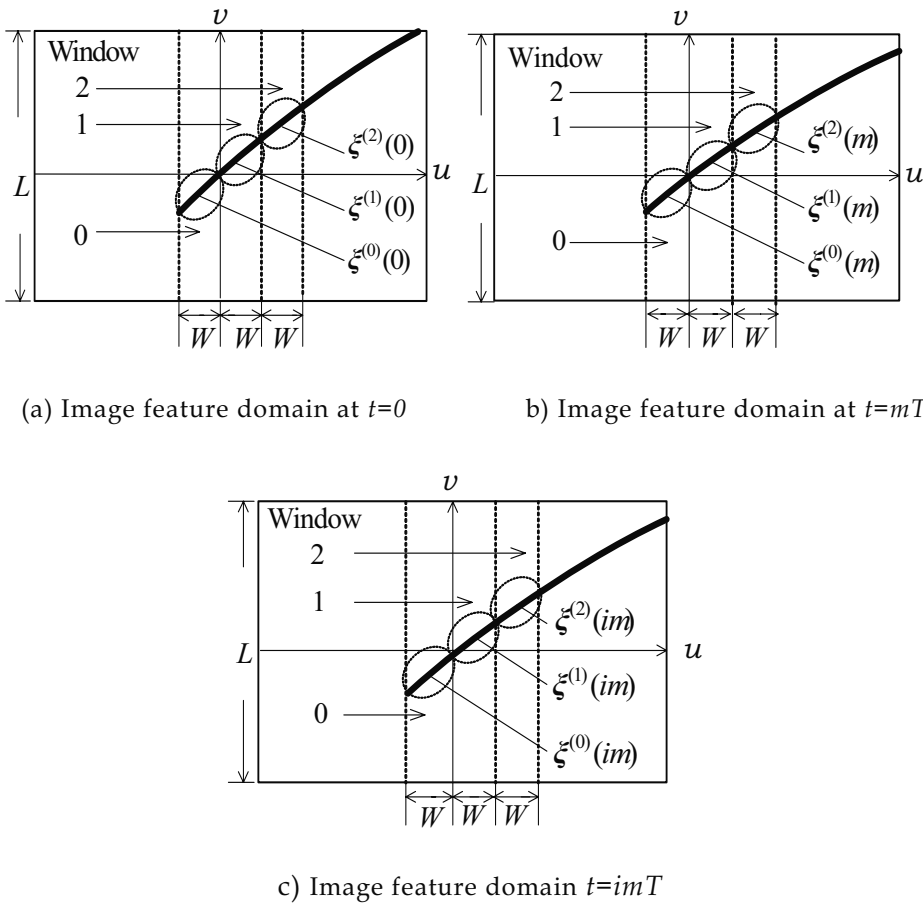 v
Window
2
1
ξ⁽²⁾(0)
u
L
ξ⁽¹⁾(0)
0
ξ⁽⁰⁾(0)
W W W
(a) Image feature domain at t=0
v
Window
2
1
ξ⁽²⁾(m)
u
L
ξ⁽¹⁾(m)
0
ξ⁽⁰⁾(m)
W W W
b) Image feature domain at t=mT
v
Window
2
1
ξ⁽²⁾(im)
L
u
ξ⁽¹⁾(im)
0
ξ⁽⁰⁾(im)
W W W
c) Image feature domain t=imT